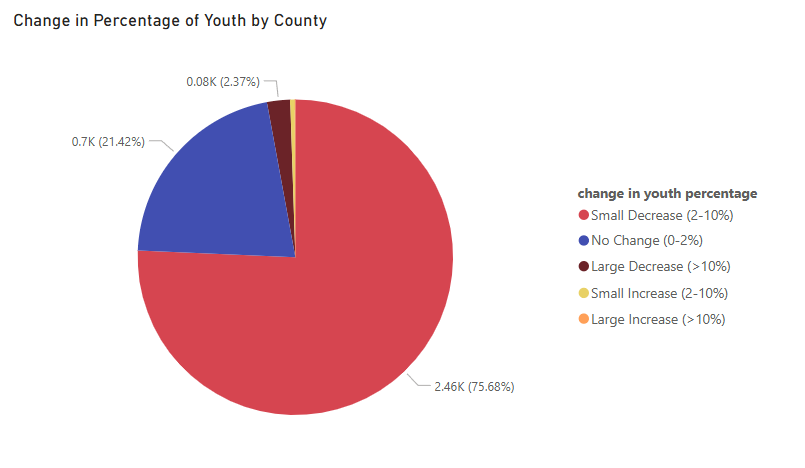 Change in Percentage of Youth by County
0.08K (2.37%)
0.7K (21.42%)
2.46K (75.68%)
change in youth percentage
Small Decrease (2-10%)
No Change (0-2%)
Large Decrease (>10%)
Small Increase (2-10%)
Large Increase (>10%)